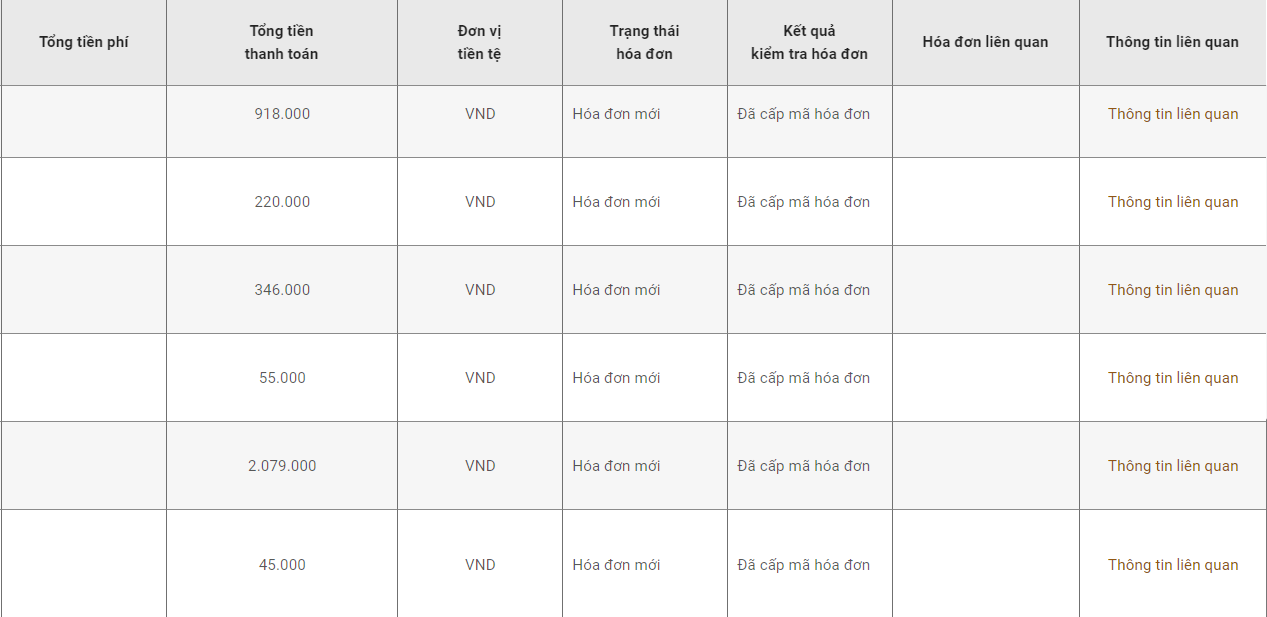 Tổng tiền phí
Tổng tiền
thanh toán
Đơn vị
tiền tệ
Trạng thái
hóa đơn
Kết quả
kiểm tra hóa đơn
Hóa đơn liên quan
Thông tin liên quan
918.000 VND Hóa đơn mới Đã cấp mã hóa đơn Thông tin liên quan
220.000 VND Hóa đơn mới Đã cấp mã hóa đơn Thông tin liên quan
346.000 VND Hóa đơn mới Đã cấp mã hóa đơn Thông tin liên quan
55.000 VND Hóa đơn mới Đã cấp mã hóa đơn Thông tin liên quan
2.079.000 VND Hóa đơn mới Đã cấp mã hóa đơn Thông tin liên quan
45.000 VND Hóa đơn mới Đã cấp mã hóa đơn Thông tin liên quan